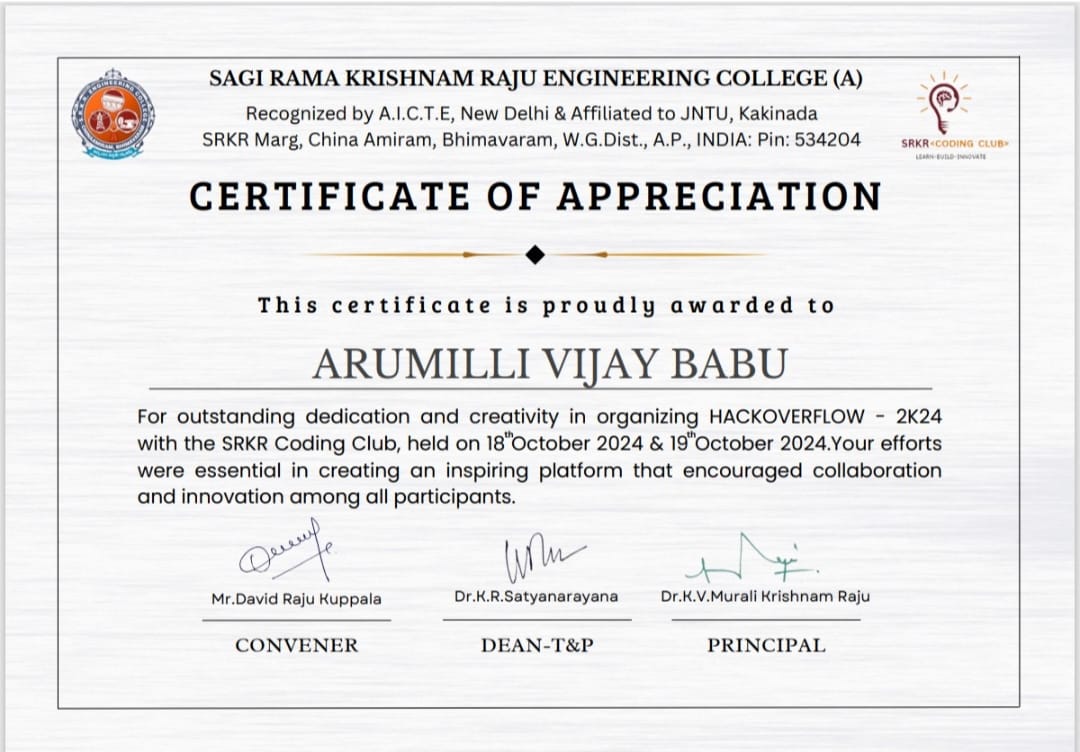 SAGI RAMA KRISHNAM RAJU ENGINEERING COLLEGE (A)
Recognized by A.I.C.T.E, New Delhi & Affiliated to JNTU, Kakinada
SRKR Marg, China Amiram, Bhimavaram, W.G.Dist., A.P., INDIA: Pin: 534204
SRKR<CODING CLUB>
LEARN-BUILD-INNOVATE
CERTIFICATE OF APPRECIATION
This certificate is proudly awarded to
ARUMILLI VIJAY BABU
For outstanding dedication and creativity in organizing HACKOVERFLOW - 2K24
with the SRKR Coding Club, held on 18th October 2024 & 19th October 2024.Your efforts
were essential in creating an inspiring platform that encouraged collaboration
and innovation among all participants.
Mr.David Raju Kuppala
CONVENER
Dr.K.R.Satyanarayana
DEAN-T&P
Dr.K.V.Murali Krishnam Raju
PRINCIPAL